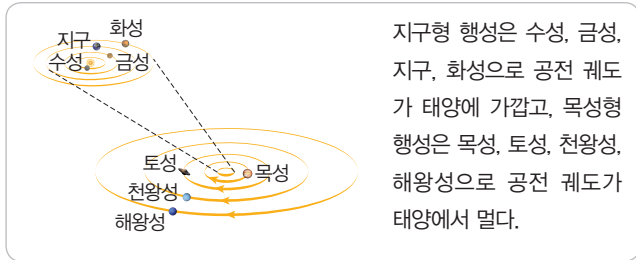 화성
지구
수성
금성
토성
목성
천왕성
해왕성
지구형 행성은 수성, 금성,
지구, 화성으로 공전 궤도
가 태양에 가깝고, 목성형
행성은 목성, 토성, 천왕성,
해왕성으로 공전 궤도가
태양에서 멀다.